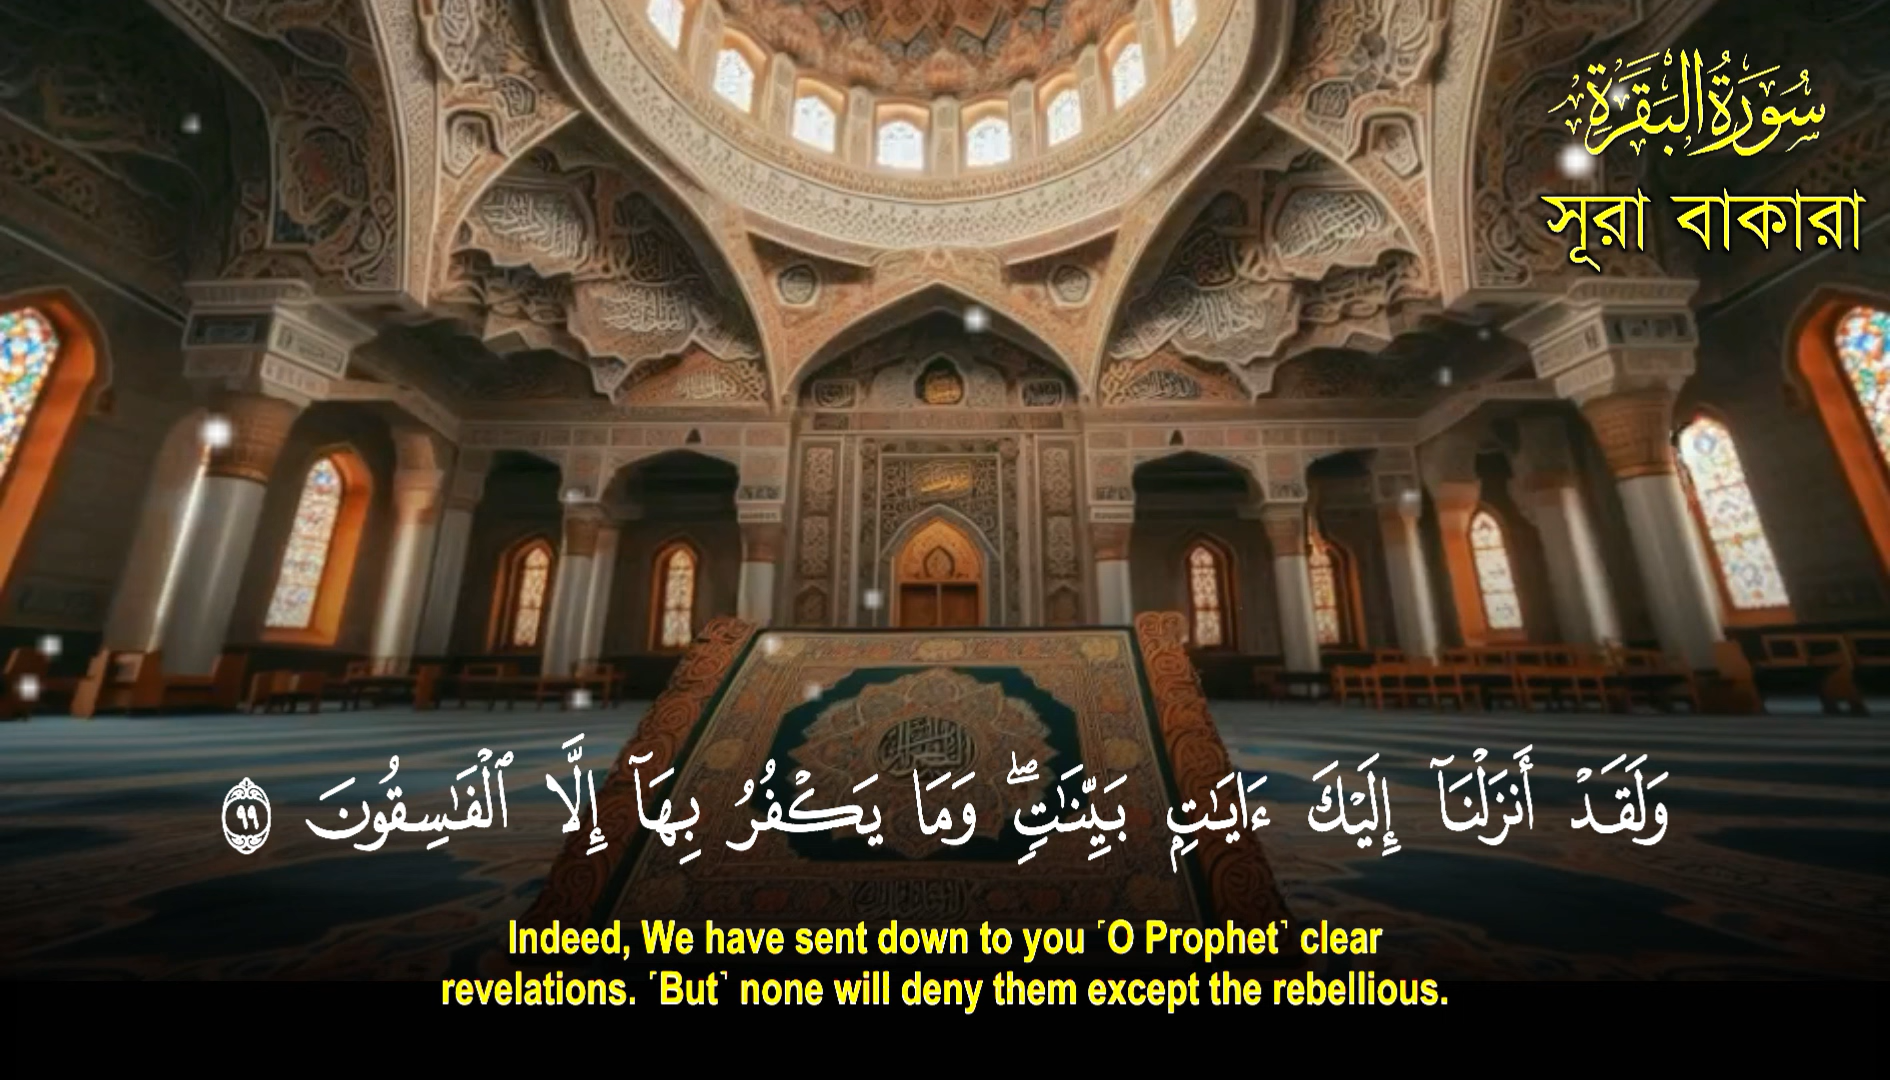 سُورَةُ البَقَرَةِ
সূরা বাকারা
وَلَقَدْ أَنزَلْنَآ إِلَيْكَ ءَايَـٰتٍۭ بَيِّنَـٰتٍۖ وَمَا يَكْفُرُ بِهَآ إِلَّا ٱلْفَـٰسِقُونَ ٩٩
Indeed, We have sent down to you ˹O Prophet˺ clear
revelations. ˹But˺ none will deny them except the rebellious.